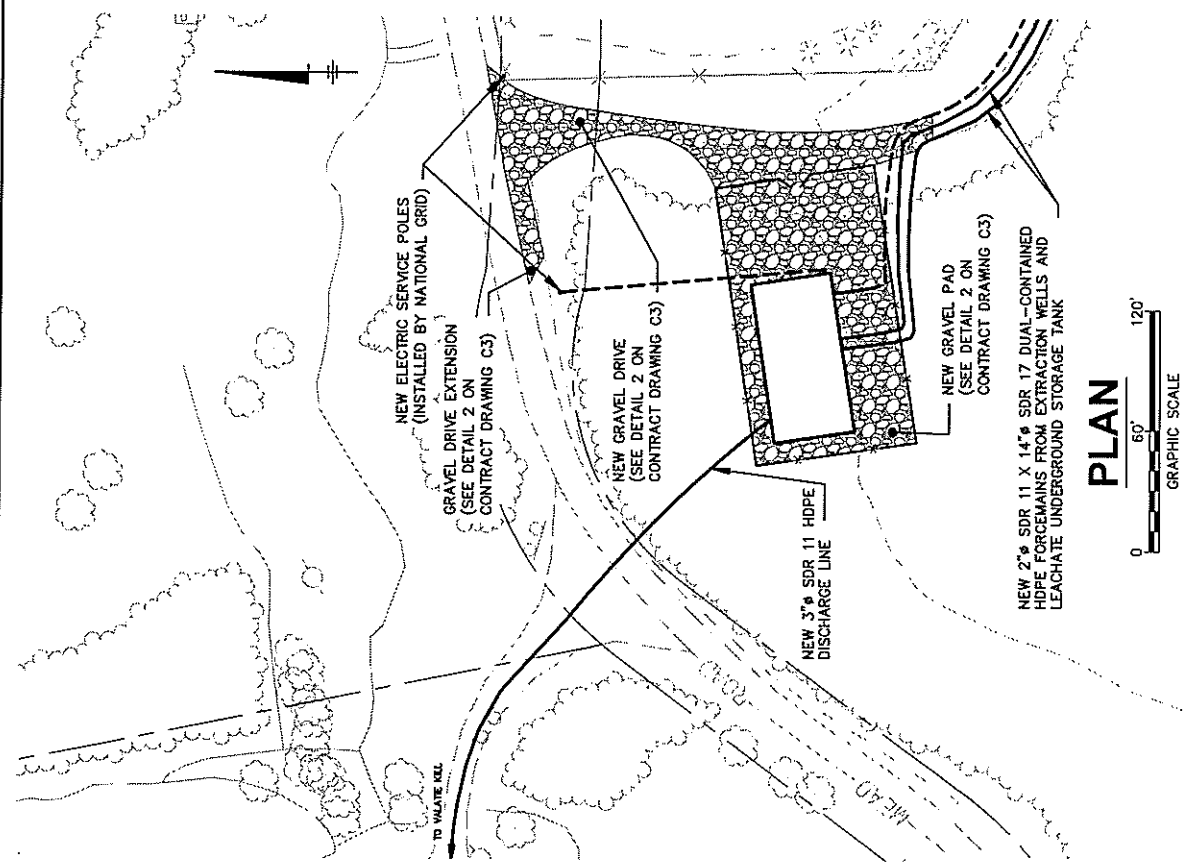 NEW ELECTRIC SERVICE POLES
(INSTALLED BY NATIONAL GRID)
GRAVEL DRIVE EXTENSION
(SEE DETAIL 2 ON
CONTRACT DRAWING C3)
NEW GRAVEL DRIVE
(SEE DETAIL 2 ON
CONTRACT DRAWING C3)
NEW GRAVEL PAD
(SEE DETAIL 2 ON
CONTRACT DRAWING C3)
NEW 3"ø SDR 11 HDPE
DISCHARGE LINE
TO VALATE KILL
MEAD ROAD
NEW 2"ø SDR 11 X 14"ø SDR 17 DUAL-CONTAINED
HDPE FORCEMAINS FROM EXTRACTION WELLS AND
LEACHATE UNDERGROUND STORAGE TANK
PLAN
0 60' 120'
GRAPHIC SCALE